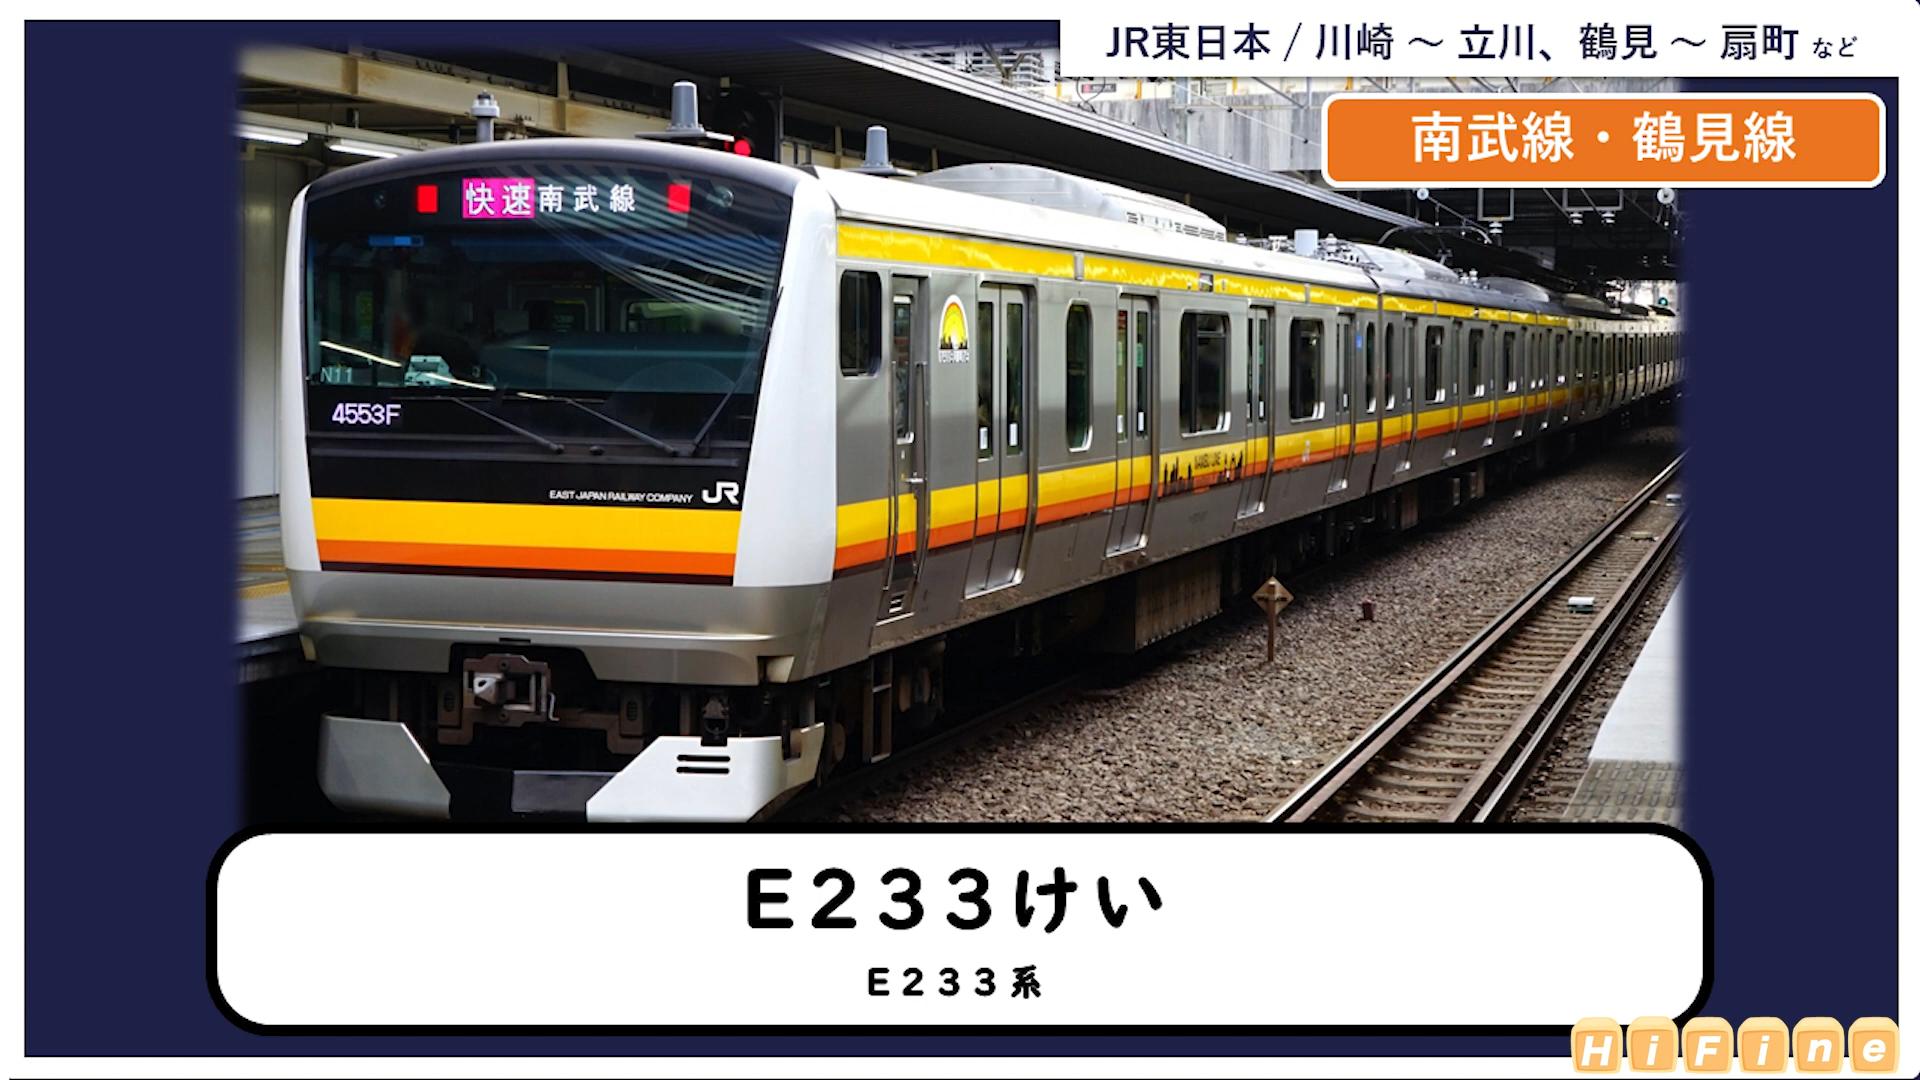 JR東日本 / 川崎 ～ 立川、鶴見 ～ 扇町 など
南武線・鶴見線
快速南武線
N11
4553F
EAST JAPAN RAILWAY COMPANY JR
NAMBU LINE
E233けい
E233系
HiFine